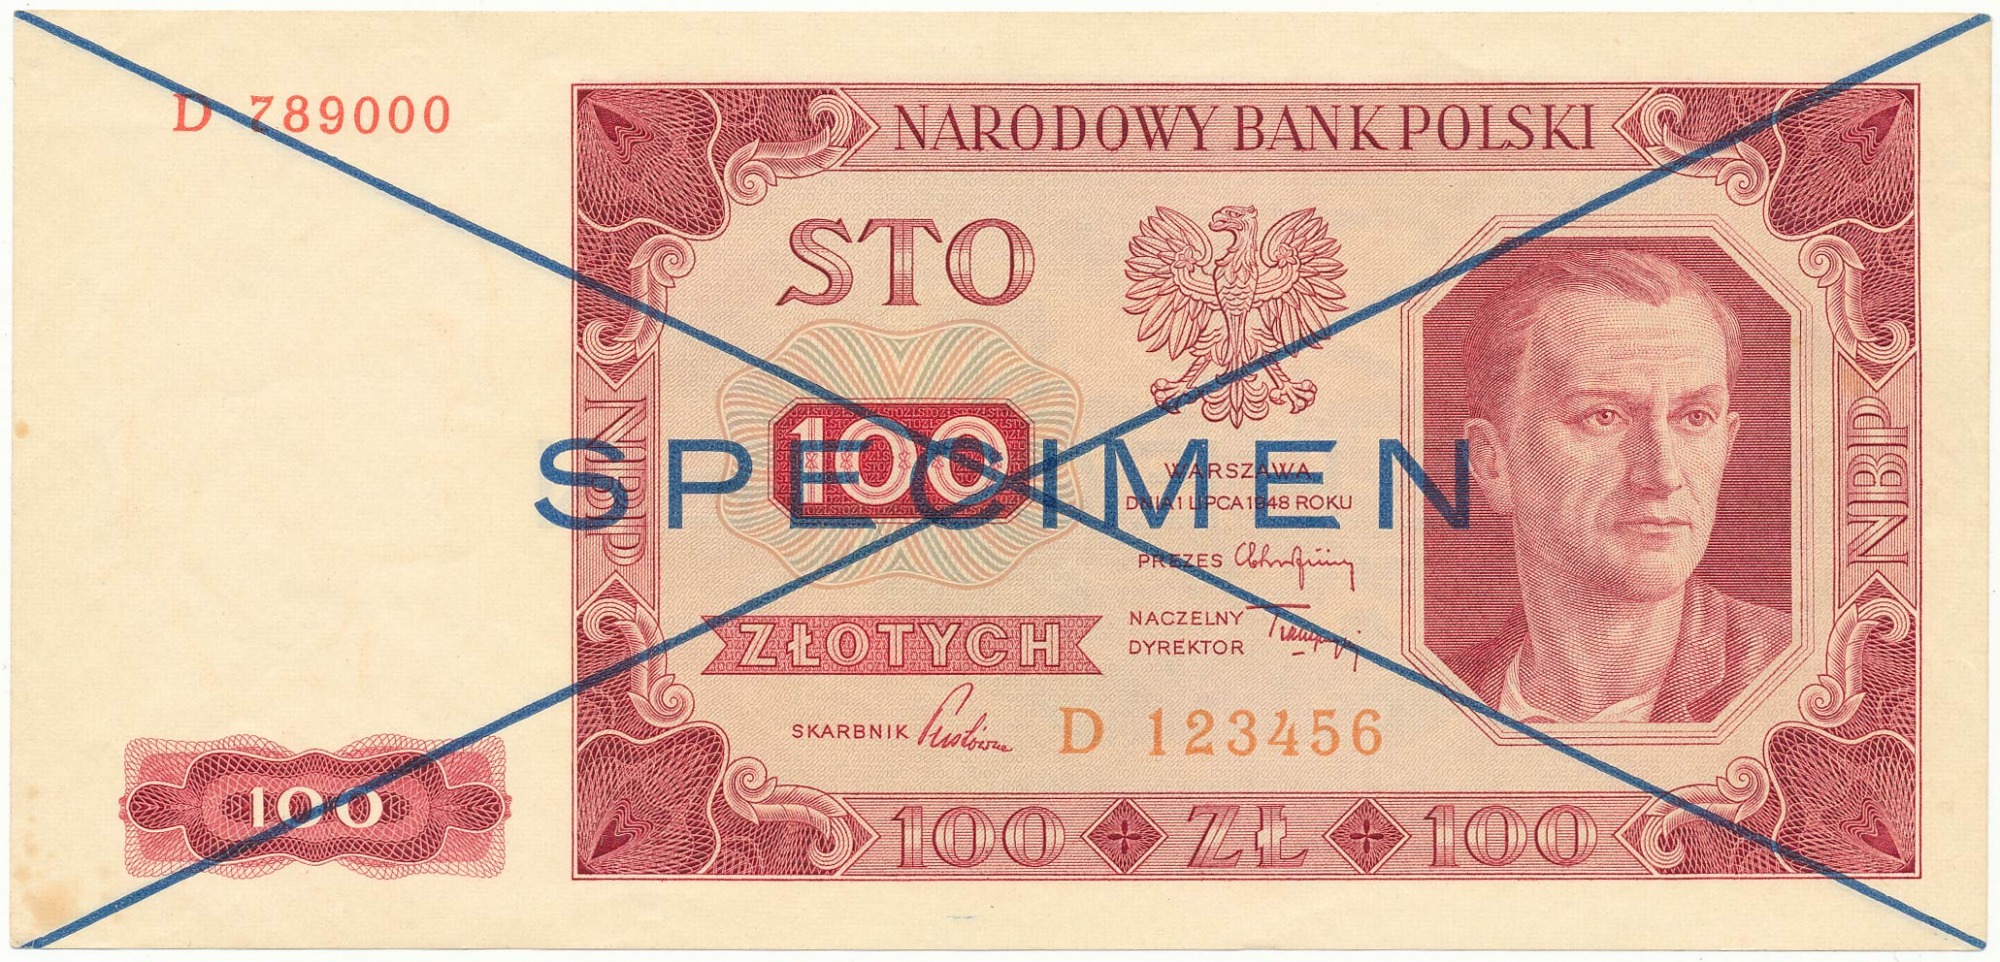 D 789000
NARODOWY BANK POLSKI
STO
100
SPECIMEN
NBP
NBP
WARSZAWA
DNIA 1 LIPCA 1948 ROKU
PREZES
NACZELNY
DYREKTOR
ZŁOTYCH
SKARBNIK
D 123456
100
100 ZŁ 100